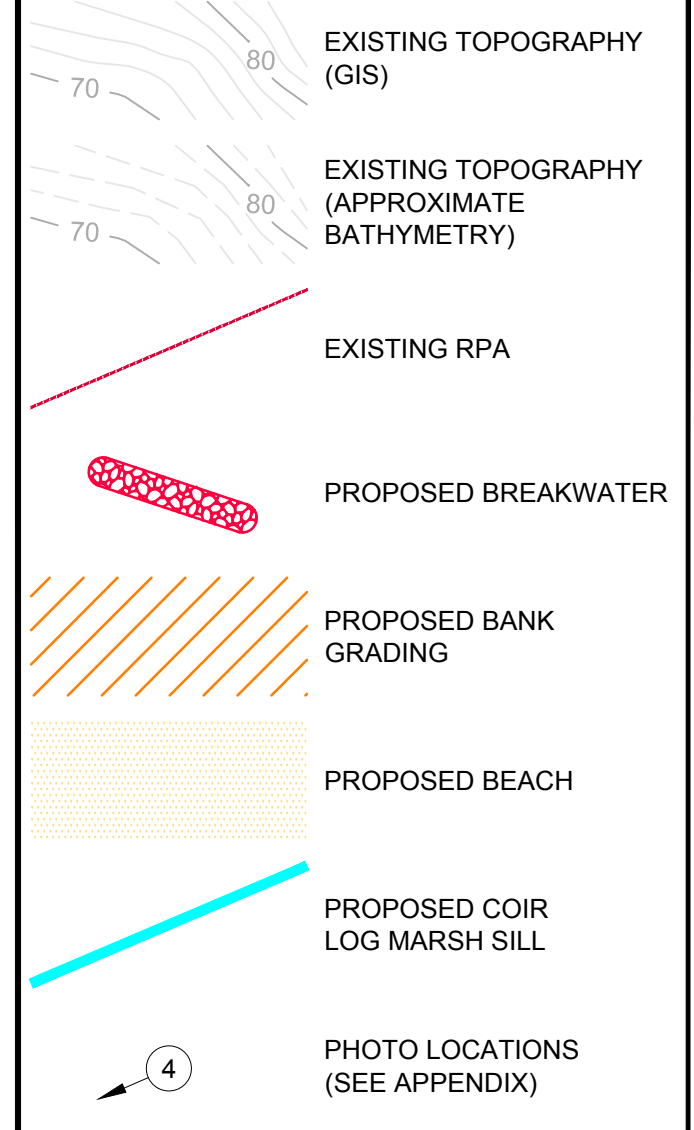 80
70
EXISTING TOPOGRAPHY
(GIS)
80
70
EXISTING TOPOGRAPHY
(APPROXIMATE
BATHYMETRY)
EXISTING RPA
PROPOSED BREAKWATER
PROPOSED BANK
GRADING
PROPOSED BEACH
PROPOSED COIR
LOG MARSH SILL
4
PHOTO LOCATIONS
(SEE APPENDIX)